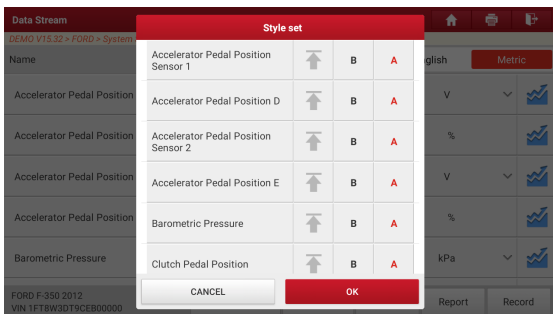 Data Stream
DEMO V15.32 > FORD > System
Name
glish
Metric
Accelerator Pedal Position
V
Accelerator Pedal Position
%
Accelerator Pedal Position
V
Accelerator Pedal Position
%
Barometric Pressure
kPa
FORD F-350 2012
VIN 1FT8W3DT9CEB00000
Report
Record
Style set
Accelerator Pedal Position
Sensor 1
B
A
Accelerator Pedal Position D
B
A
Accelerator Pedal Position
Sensor 2
B
A
Accelerator Pedal Position E
B
A
Barometric Pressure
B
A
Clutch Pedal Position
B
A
CANCEL
OK